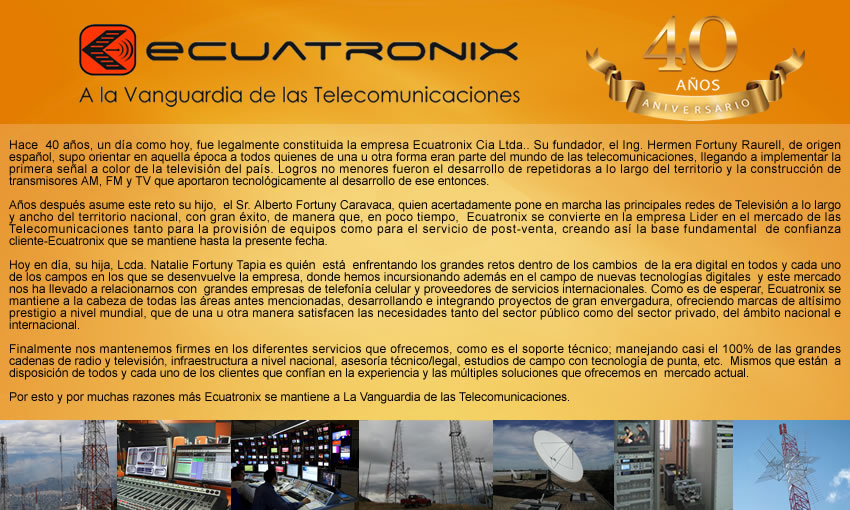 ECUATRONIX
A la Vanguardia de las Telecomunicaciones
40
AÑOS
ANIVERSARIO
Hace 40 años, un día como hoy, fue legalmente constituida la empresa Ecuatronix Cia Ltda.. Su fundador, el Ing. Hermen Fortuny Raurell, de origen
español, supo orientar en aquella época a todos quienes de una u otra forma eran parte del mundo de las telecomunicaciones, llegando a implementar la
primera señal a color de la televisión del país. Logros no menores fueron el desarrollo de repetidoras a lo largo del territorio y la construcción de
transmisores AM, FM y TV que aportaron tecnológicamente al desarrollo de ese entonces.
Años después asume este reto su hijo, el Sr. Alberto Fortuny Caravaca, quien acertadamente pone en marcha las principales redes de Televisión a lo largo
y ancho del territorio nacional, con gran éxito, de manera que, en poco tiempo, Ecuatronix se convierte en la empresa Lider en el mercado de las
Telecomunicaciones tanto para la provisión de equipos como para el servicio de post-venta, creando así la base fundamental de confianza
cliente-Ecuatronix que se mantiene hasta la presente fecha.
Hoy en día, su hija, Lcda. Natalie Fortuny Tapia es quién está enfrentando los grandes retos dentro de los cambios de la era digital en todos y cada uno
de los campos en los que se desenvuelve la empresa, donde hemos incursionando además en el campo de nuevas tecnologías digitales y este mercado
nos ha llevado a relacionarnos con grandes empresas de telefonía celular y proveedores de servicios internacionales. Como es de esperar, Ecuatronix se
mantiene a la cabeza de todas las áreas antes mencionadas, desarrollando e integrando proyectos de gran envergadura, ofreciendo marcas de altísimo
prestigio a nivel mundial, que de una u otra manera satisfacen las necesidades tanto del sector público como del sector privado, del ámbito nacional e
internacional.
Finalmente nos mantenemos firmes en los diferentes servicios que ofrecemos, como es el soporte técnico; manejando casi el 100% de las grandes
cadenas de radio y televisión, infraestructura a nivel nacional, asesoría técnico/legal, estudios de campo con tecnología de punta, etc. Mismos que están a
disposición de todos y cada uno de los clientes que confían en la experiencia y las múltiples soluciones que ofrecemos en mercado actual.
Por esto y por muchas razones más Ecuatronix se mantiene a La Vanguardia de las Telecomunicaciones.